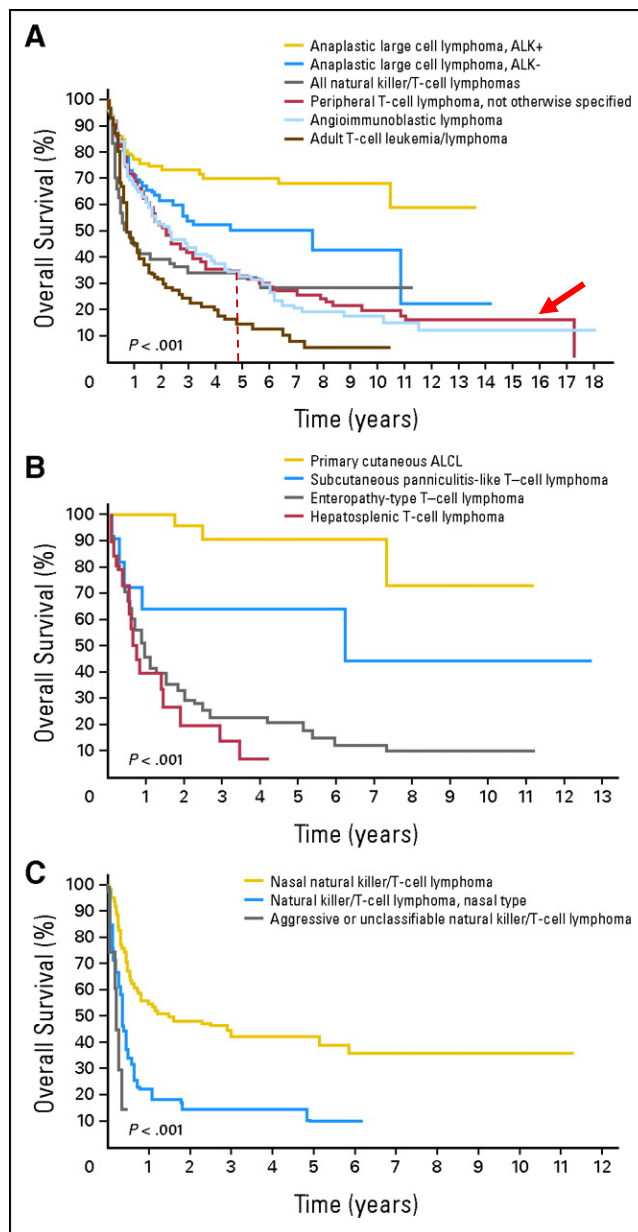 A
Anaplastic large cell lymphoma, ALK+
Anaplastic large cell lymphoma, ALK-
All natural killer/T-cell lymphomas
Peripheral T-cell lymphoma, not otherwise specified
Angioimmunoblastic lymphoma
Adult T-cell leukemia/lymphoma
Overall Survival (%)
100
90
80
70
60
50
40
30
20
10
P < .001
0 1 2 3 4 5 6 7 8 9 10 11 12 13 14 15 16 17 18
Time (years)
B
Primary cutaneous ALCL
Subcutaneous panniculitis-like T–cell lymphoma
Enteropathy-type T–cell lymphoma
Hepatosplenic T-cell lymphoma
Overall Survival (%)
100
90
80
70
60
50
40
30
20
10
P < .001
0 1 2 3 4 5 6 7 8 9 10 11 12 13
Time (years)
C
Nasal natural killer/T-cell lymphoma
Natural killer/T-cell lymphoma, nasal type
Aggressive or unclassifiable natural killer/T-cell lymphoma
Overall Survival (%)
100
90
80
70
60
50
40
30
20
10
P < .001
0 1 2 3 4 5 6 7 8 9 10 11 12
Time (years)